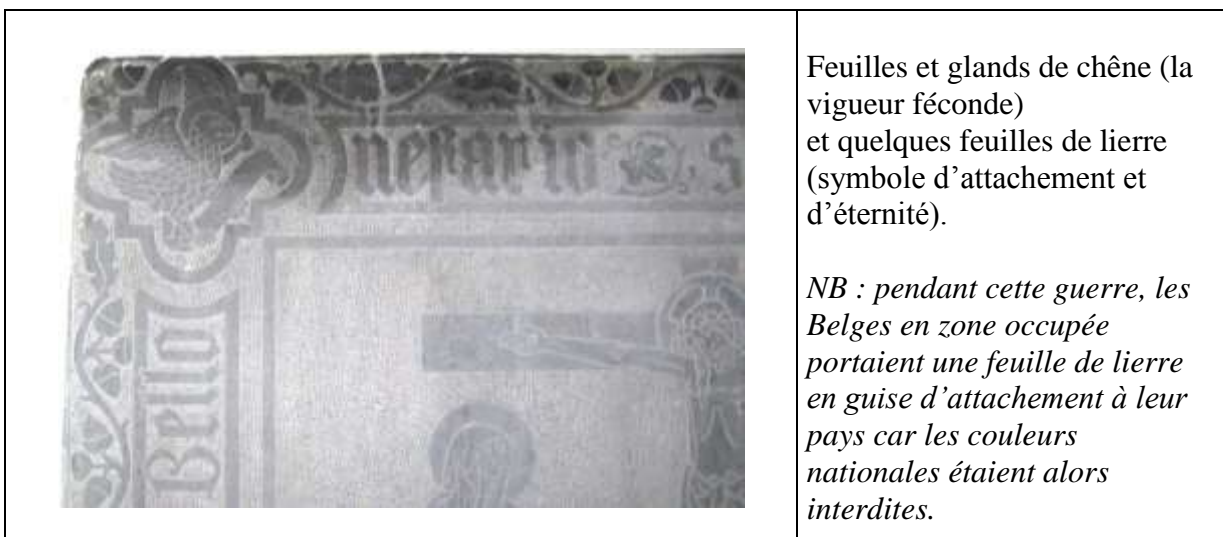 nefario s
Bello
Feuilles et glands de chêne (la
vigueur féconde)
et quelques feuilles de lierre
(symbole d’attachement et
d’éternité).
NB : pendant cette guerre, les
Belges en zone occupée
portaient une feuille de lierre
en guise d’attachement à leur
pays car les couleurs
nationales étaient alors
interdites.